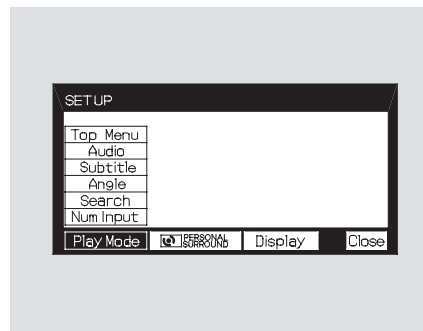 SETUP
Top Menu
Audio
Subtitle
Angle
Search
Num Input
Play Mode PERSONAL SURROUND Display Close